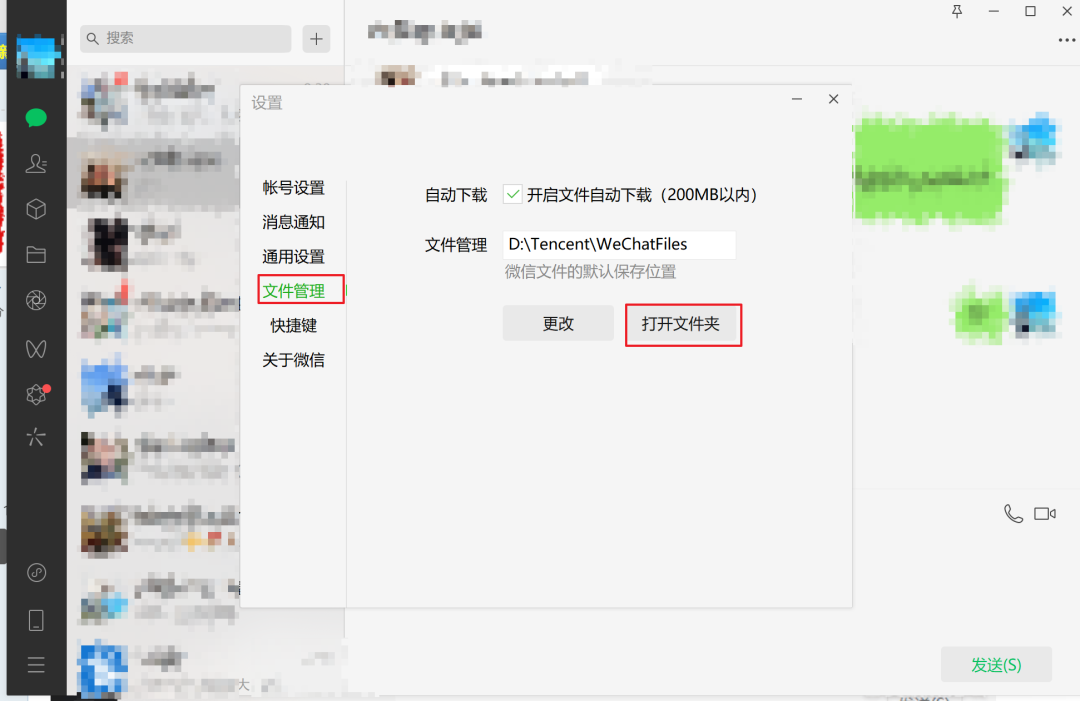 搜索
设置
帐号设置
消息通知
通用设置
文件管理
快捷键
关于微信
自动下载
开启文件自动下载（200MB以内）
文件管理
D:\Tencent\WeChatFiles
微信文件的默认保存位置
更改
打开文件夹
大
发送(S)